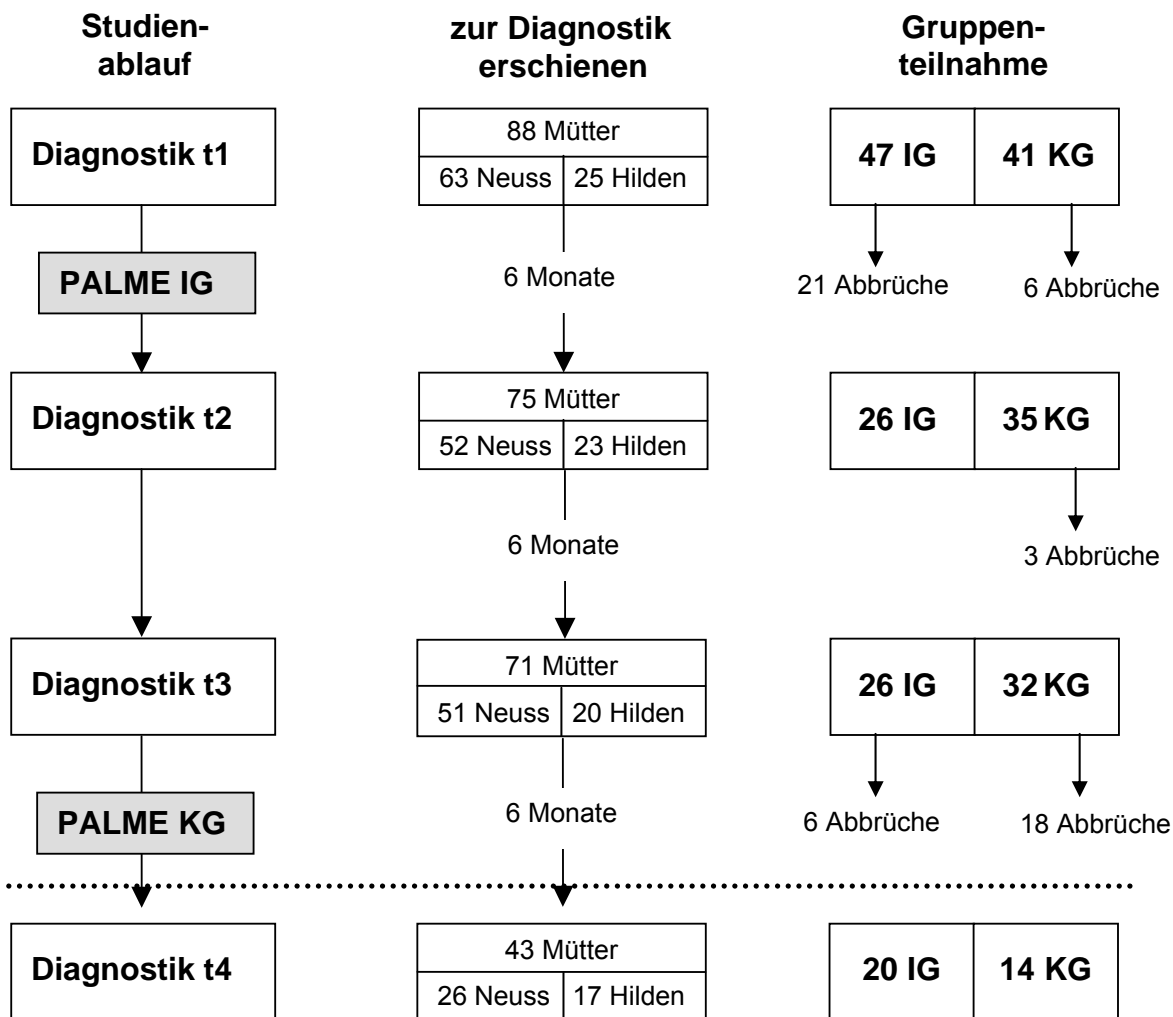 Studien-
ablauf
zur Diagnostik
erschienen
Gruppen-
teilnahme
Diagnostik t1
88 Mütter
63 Neuss
25 Hilden
47 IG
41 KG
PALME IG
6 Monate
21 Abbrüche
6 Abbrüche
Diagnostik t2
75 Mütter
52 Neuss
23 Hilden
26 IG
35 KG
6 Monate
3 Abbrüche
Diagnostik t3
71 Mütter
51 Neuss
20 Hilden
26 IG
32 KG
PALME KG
6 Monate
6 Abbrüche
18 Abbrüche
Diagnostik t4
43 Mütter
26 Neuss
17 Hilden
20 IG
14 KG